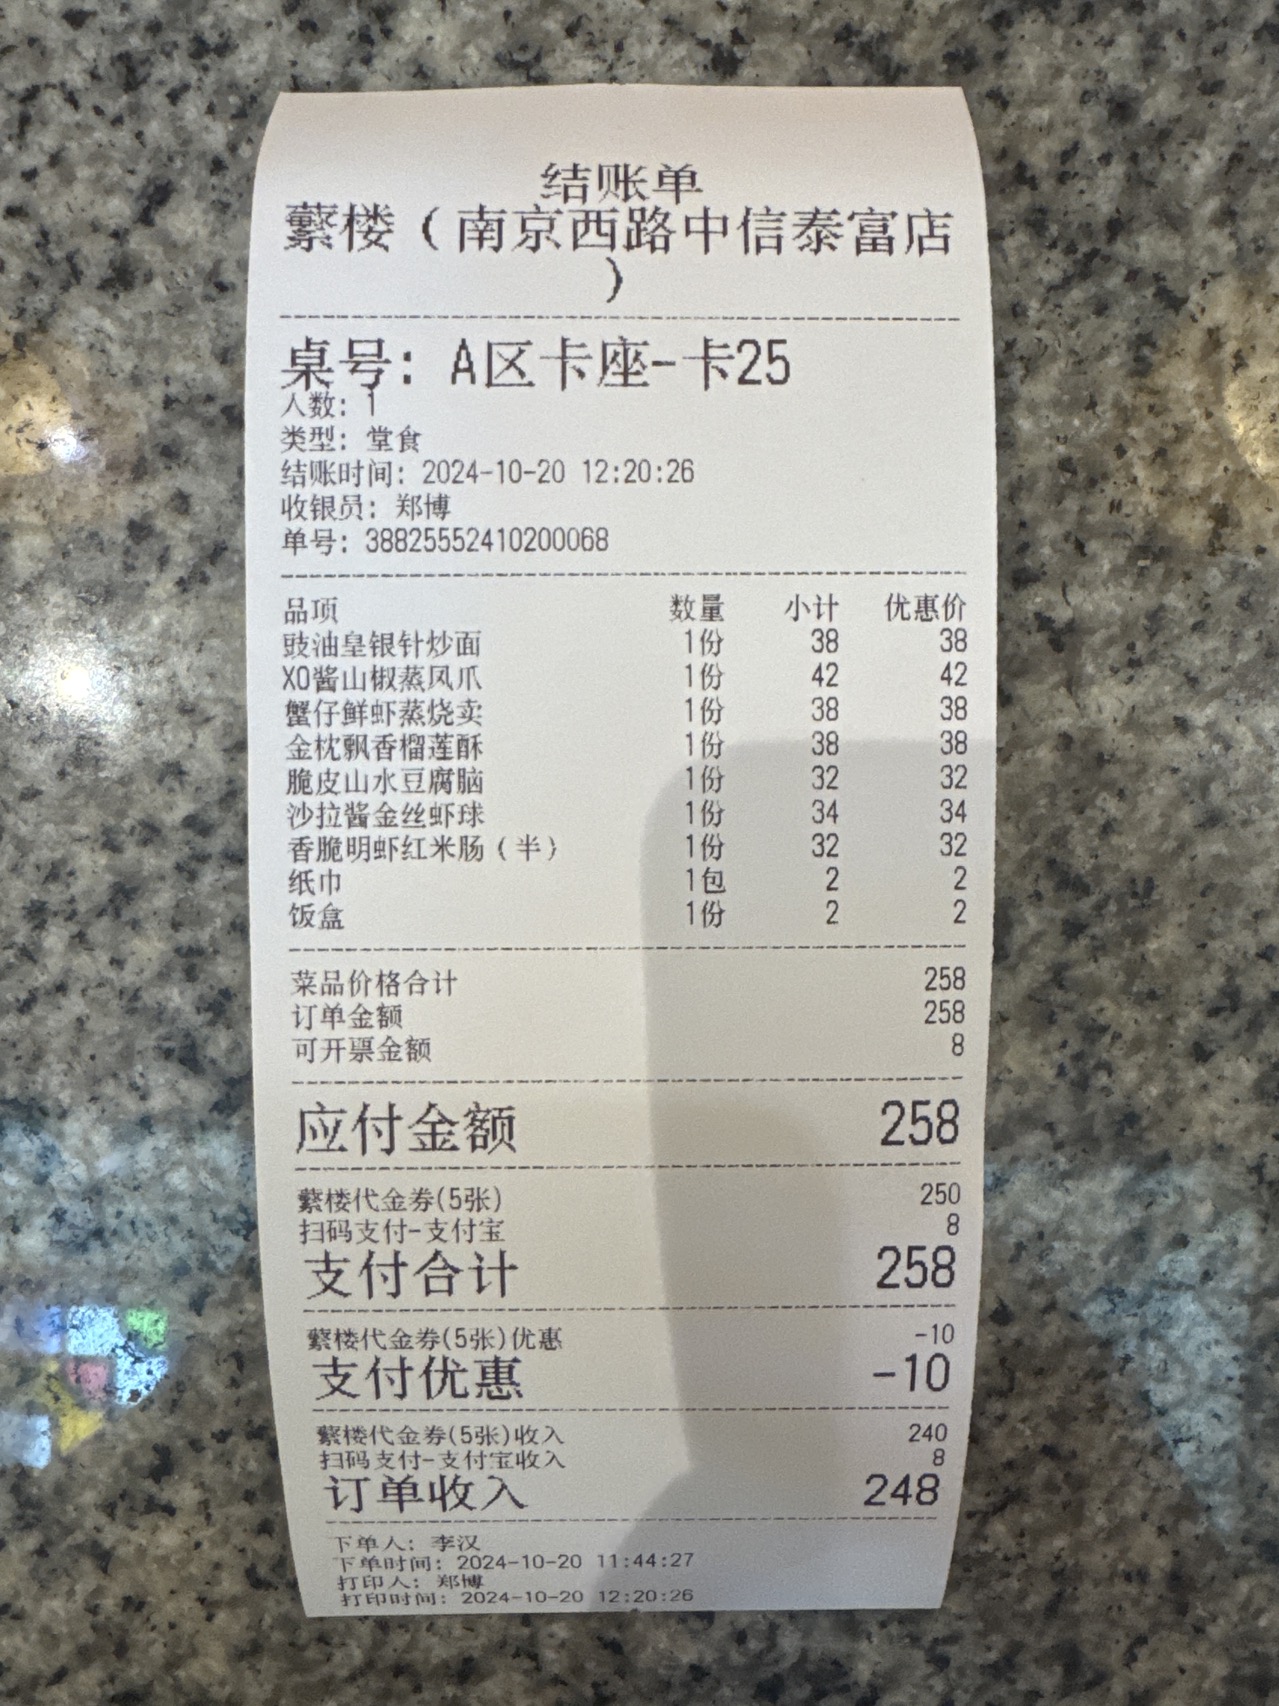 结账单
蘩楼（南京西路中信泰富店
）
桌号：A区卡座-卡25
人数：1
类型：堂食
结账时间：2024-10-20 12:20:26
收银员：郑博
单号：38825552410200068
品项 数量 小计 优惠价
豉油皇银针炒面 1份 38 38
XO酱山椒蒸凤爪 1份 42 42
蟹仔鲜虾蒸烧卖 1份 38 38
金枕飘香榴莲酥 1份 38 38
脆皮山水豆腐脑 1份 32 32
沙拉酱金丝虾球 1份 34 34
香脆明虾红米肠（半） 1份 32 32
纸巾 1包 2 2
饭盒 1份 2 2
菜品价格合计 258
订单金额 258
可开票金额 8
应付金额 258
蘩楼代金券(5张) 250
扫码支付-支付宝 8
支付合计 258
蘩楼代金券(5张)优惠 -10
支付优惠 -10
蘩楼代金券(5张)收入 240
扫码支付-支付宝收入 8
订单收入 248
下单人：李汉
下单时间：2024-10-20 11:44:27
打印人：郑博
打印时间：2024-10-20 12:20:26